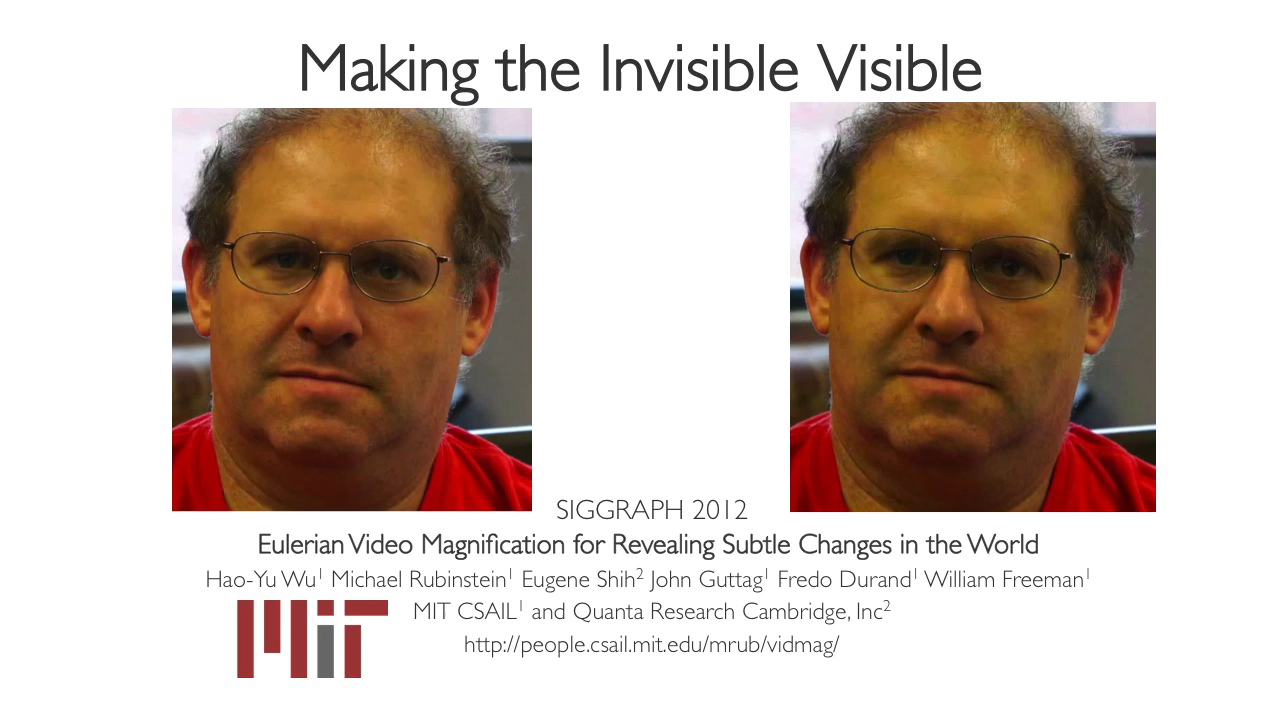 Making the Invisible Visible
SIGGRAPH 2012
Eulerian Video Magnification for Revealing Subtle Changes in the World
Hao-Yu Wu¹ Michael Rubinstein¹ Eugene Shih² John Guttag¹ Fredo Durand¹ William Freeman¹
MIT CSAIL¹ and Quanta Research Cambridge, Inc²
http://people.csail.mit.edu/mrub/vidmag/
MIT